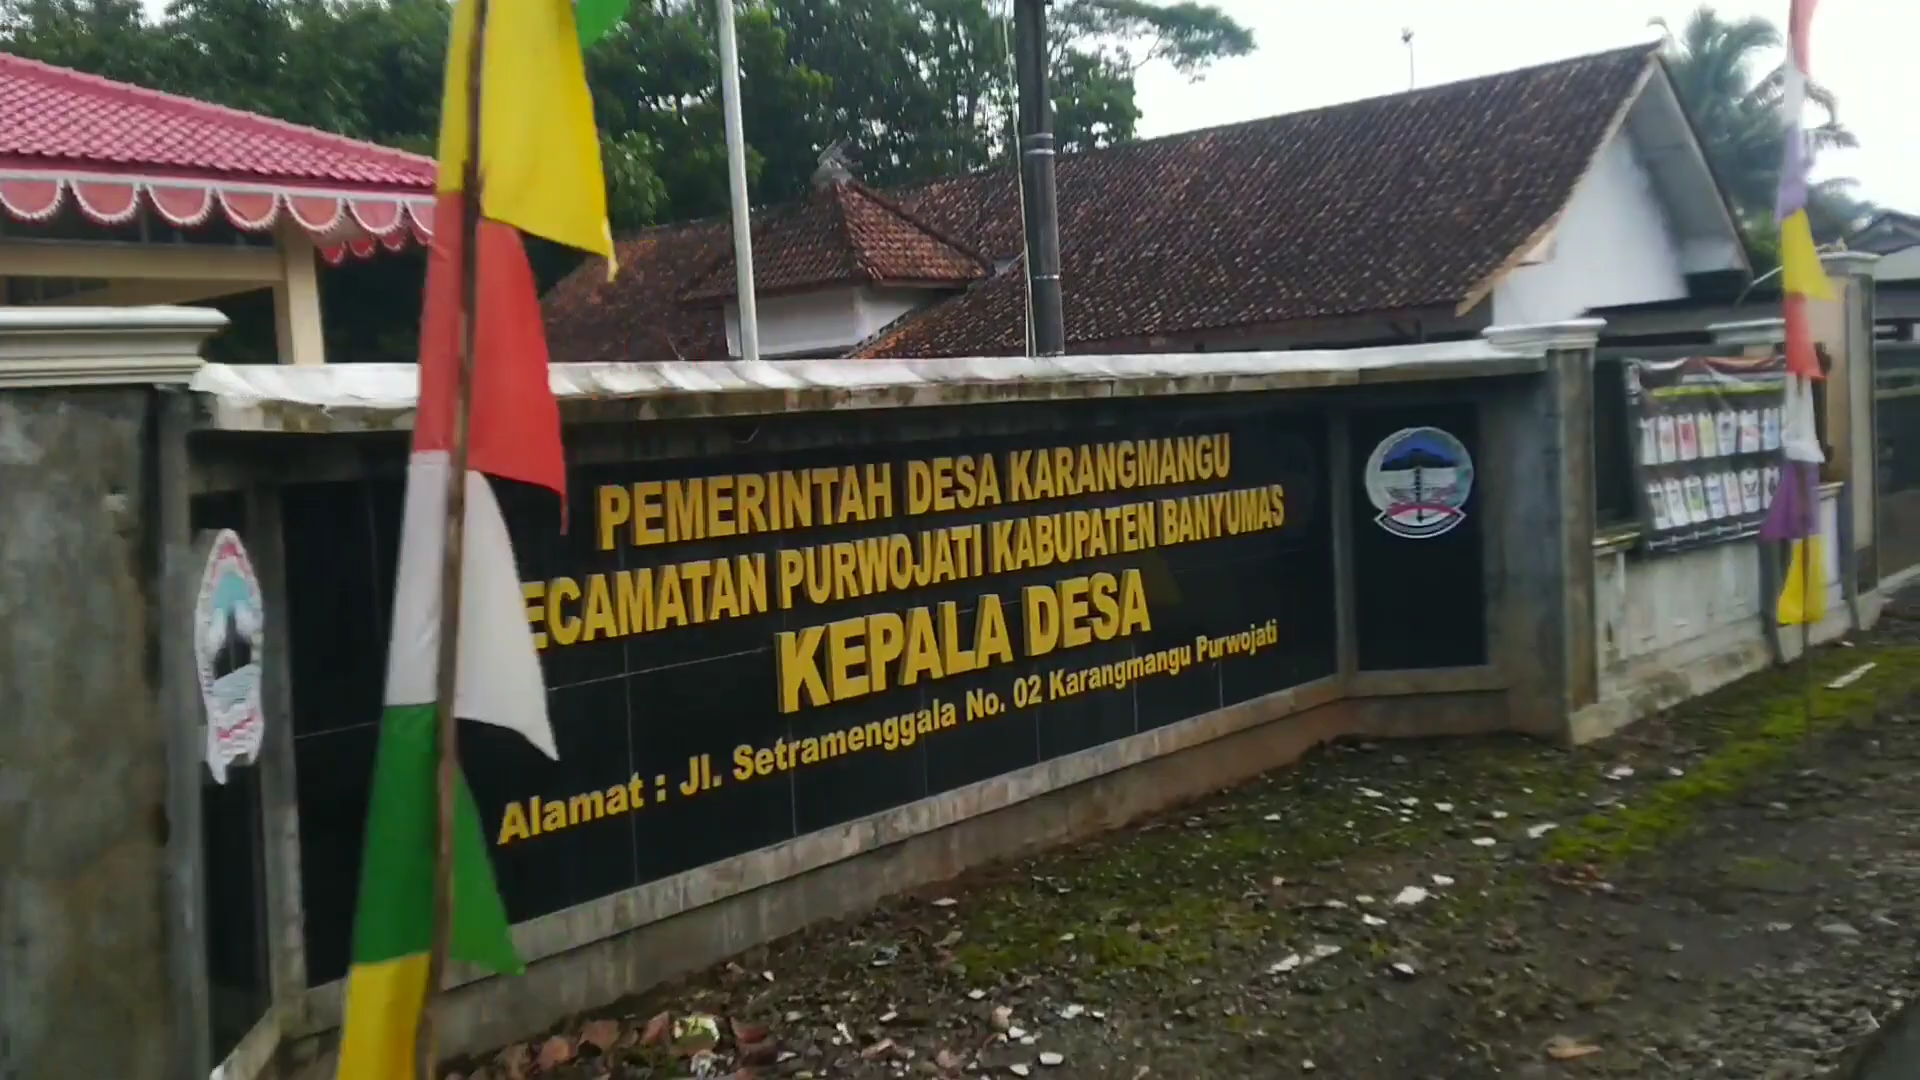 PEMERINTAH DESA KARANGMANGU
ECAMATAN PURWOJATI KABUPATEN BANYUMAS
KEPALA DESA
Alamat : Jl. Setramenggala No. 02 Karangmangu Purwojati